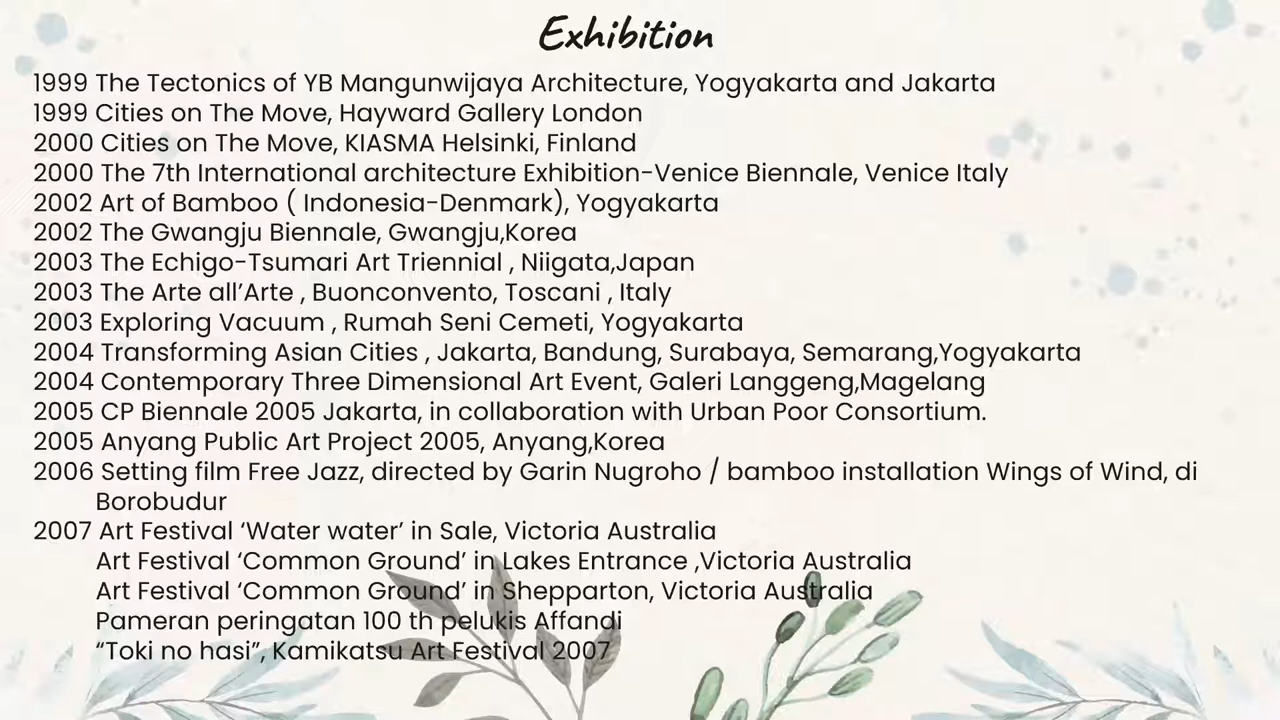 Exhibition
1999 The Tectonics of YB Mangunwijaya Architecture, Yogyakarta and Jakarta
1999 Cities on The Move, Hayward Gallery London
2000 Cities on The Move, KIASMA Helsinki, Finland
2000 The 7th International architecture Exhibition-Venice Biennale, Venice Italy
2002 Art of Bamboo ( Indonesia-Denmark), Yogyakarta
2002 The Gwangju Biennale, Gwangju,Korea
2003 The Echigo-Tsumari Art Triennial , Niigata,Japan
2003 The Arte all’Arte , Buonconvento, Toscani , Italy
2003 Exploring Vacuum , Rumah Seni Cemeti, Yogyakarta
2004 Transforming Asian Cities , Jakarta, Bandung, Surabaya, Semarang,Yogyakarta
2004 Contemporary Three Dimensional Art Event, Galeri Langgeng,Magelang
2005 CP Biennale 2005 Jakarta, in collaboration with Urban Poor Consortium.
2005 Anyang Public Art Project 2005, Anyang,Korea
2006 Setting film Free Jazz, directed by Garin Nugroho / bamboo installation Wings of Wind, di
Borobudur
2007 Art Festival ‘Water water’ in Sale, Victoria Australia
Art Festival ‘Common Ground’ in Lakes Entrance ,Victoria Australia
Art Festival ‘Common Ground’ in Shepparton, Victoria Australia
Pameran peringatan 100 th pelukis Affandi
“Toki no hasi”, Kamikatsu Art Festival 2007